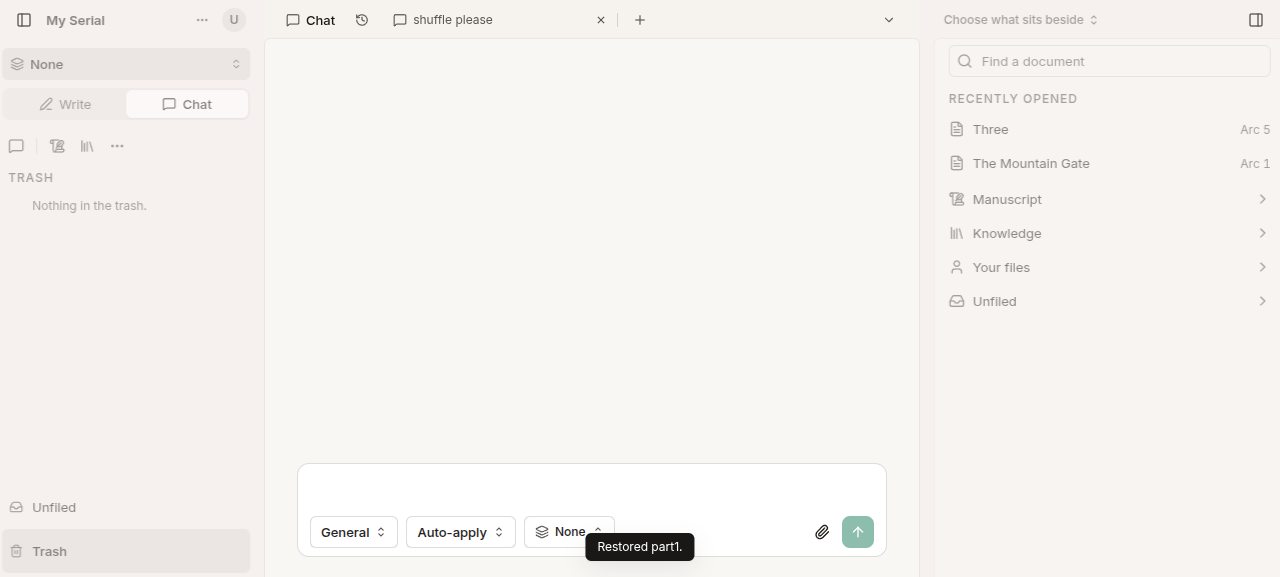 My Serial
U
None
Write
Chat
TRASH
Nothing in the trash.
Unfiled
Trash
Chat
shuffle please
General
Auto-apply
None
Restored part1.
Choose what sits beside
Find a document
RECENTLY OPENED
Three Arc 5
The Mountain Gate Arc 1
Manuscript
Knowledge
Your files
Unfiled